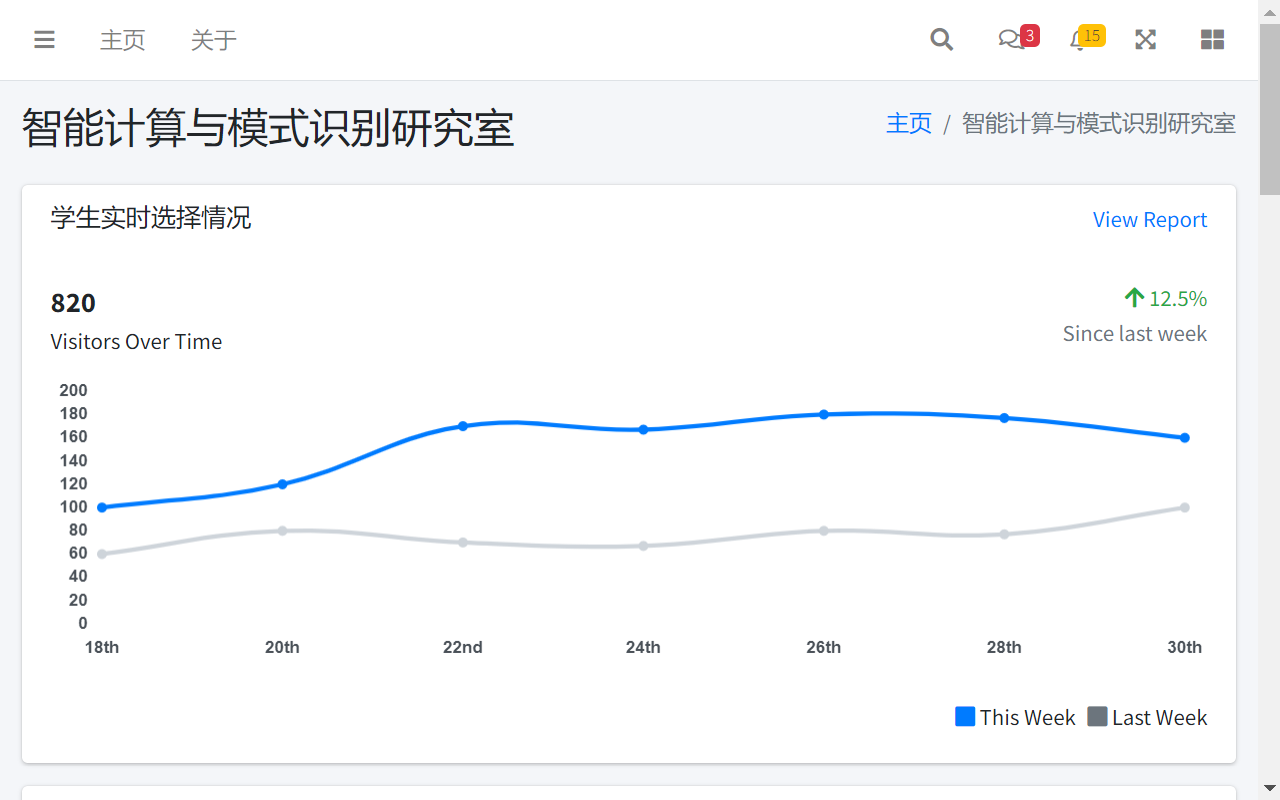 主页 关于 3 15
智能计算与模式识别研究室 主页 / 智能计算与模式识别研究室
学生实时选择情况 View Report
820 12.5%
Visitors Over Time Since last week
200
180
160
140
120
100
80
60
40
20
0
18th 20th 22nd 24th 26th 28th 30th
This Week Last Week